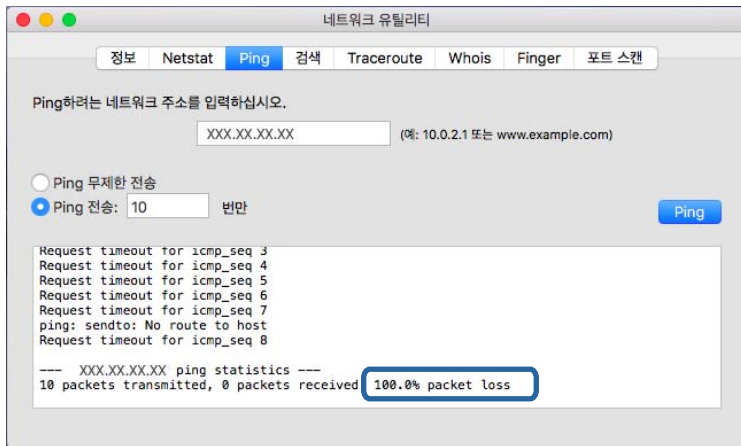 네트워크 유틸리티
정보 Netstat Ping 검색 Traceroute Whois Finger 포트 스캔
Ping하려는 네트워크 주소를 입력하십시오.
XXX.XX.XX.XX (예: 10.0.2.1 또는 www.example.com)
Ping 무제한 전송
Ping 전송: 10 번만
Ping
Request timeout for icmp_seq 3
Request timeout for icmp_seq 4
Request timeout for icmp_seq 5
Request timeout for icmp_seq 6
Request timeout for icmp_seq 7
ping: sendto: No route to host
Request timeout for icmp_seq 8
--- XXX.XX.XX.XX ping statistics ---
10 packets transmitted, 0 packets received 100.0% packet loss